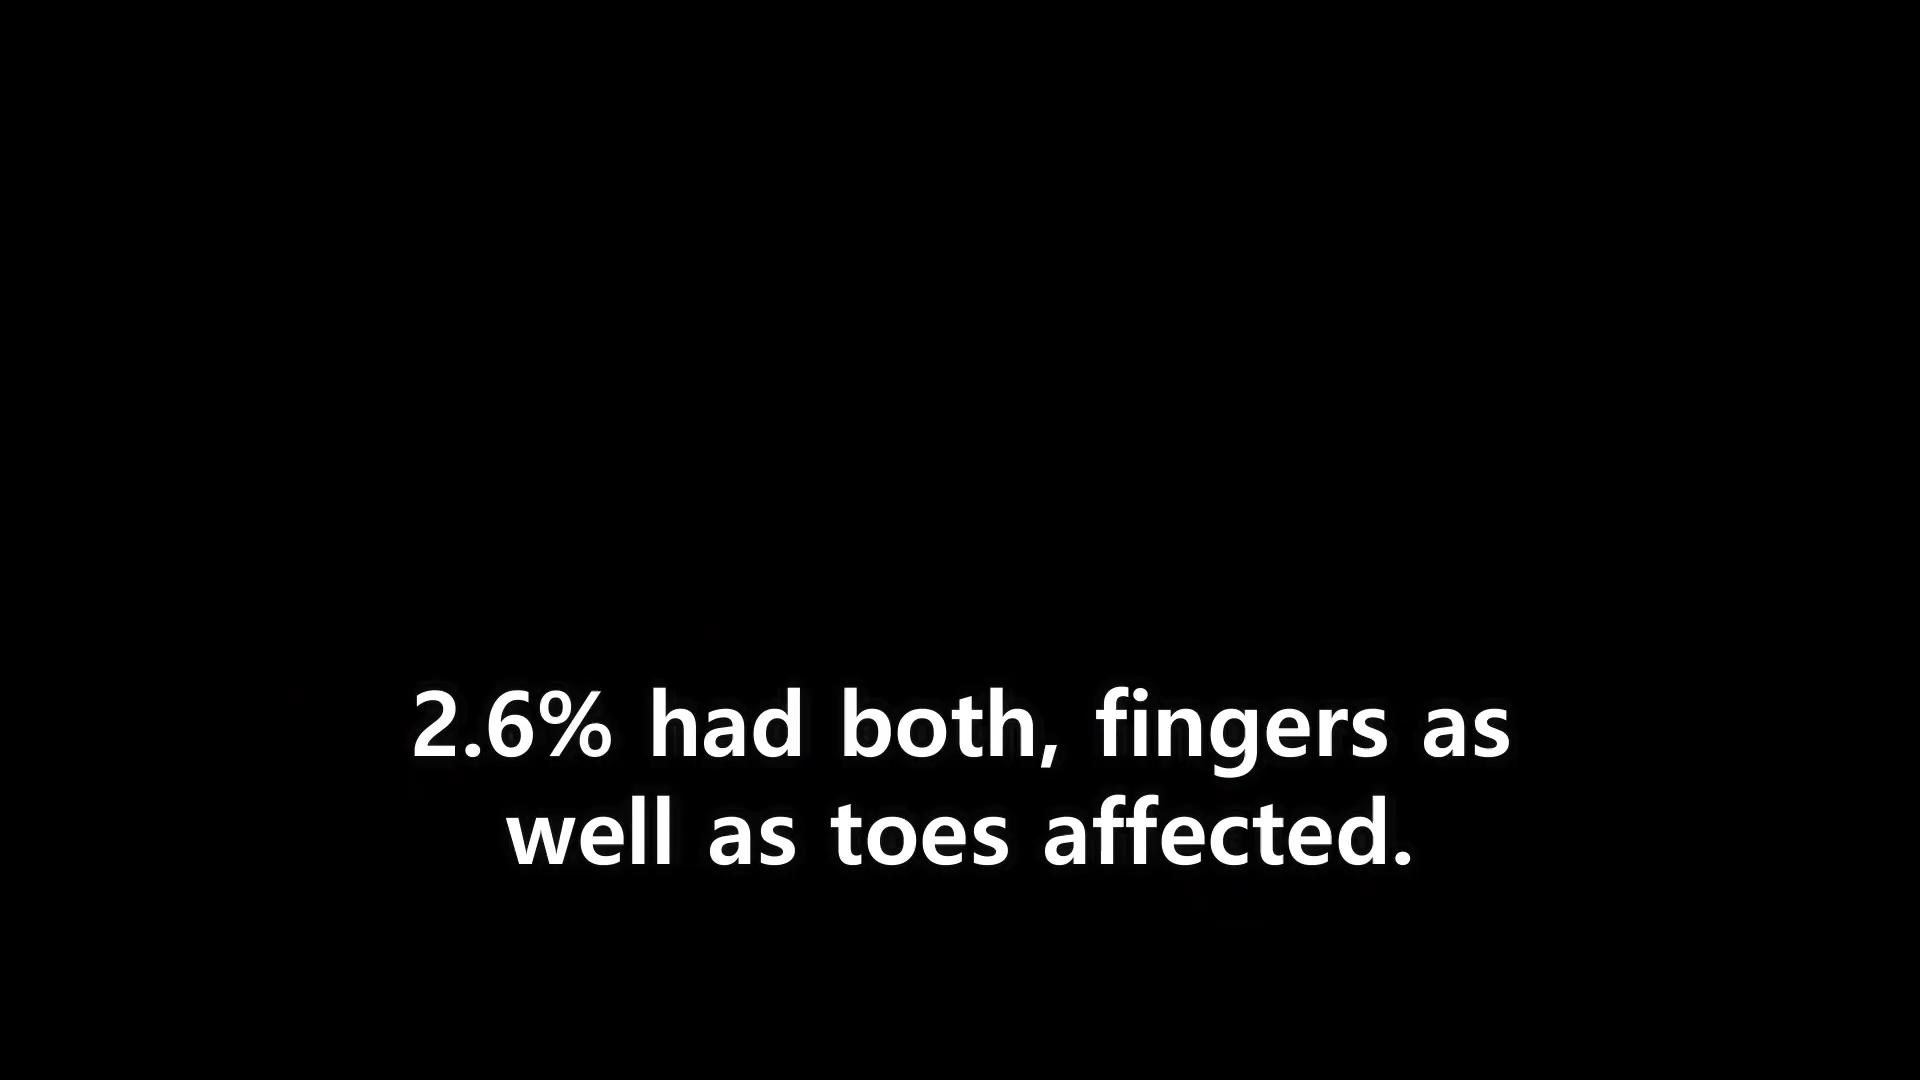 2.6% had both, fingers as
well as toes affected.